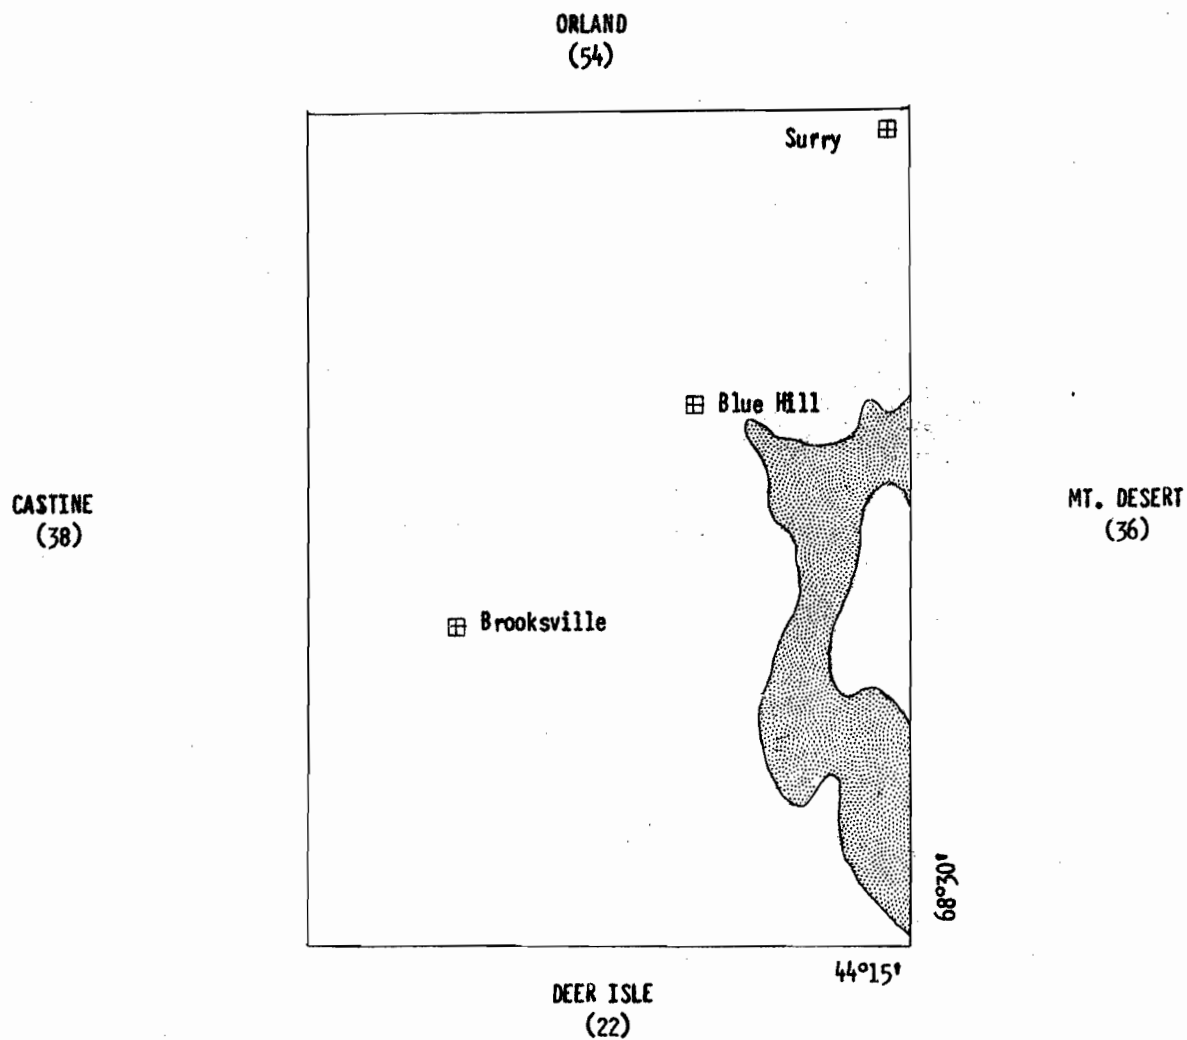 ORLAND
(54)
Surry
Blue Hill
CASTINE
(38)
MT. DESERT
(36)
Brooksville
68°30'
44°15'
DEER ISLE
(22)